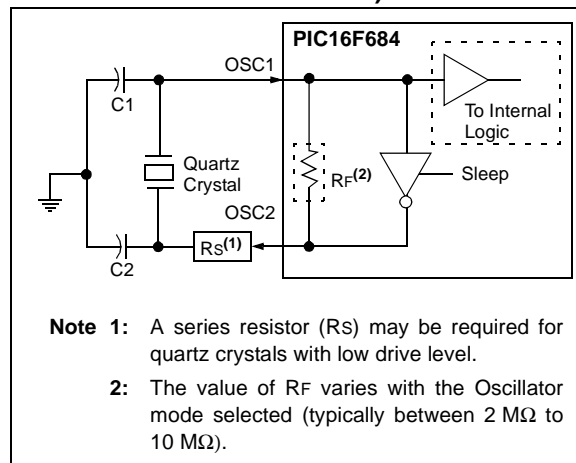 PIC16F684
OSC1
C1
To Internal
Logic
Quartz
Crystal
RF(2)
Sleep
OSC2
RS(1)
C2
Note 1: A series resistor (RS) may be required for
quartz crystals with low drive level.
2: The value of RF varies with the Oscillator
mode selected (typically between 2 MΩ to
10 MΩ).